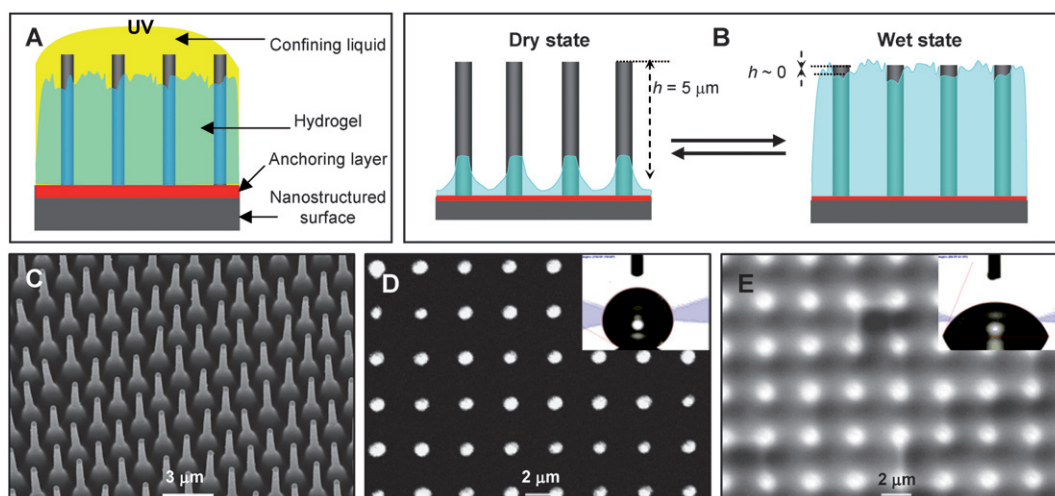 A
UV
Confining liquid
Hydrogel
Anchoring layer
Nanostructured
surface
Dry state
B
Wet state
h = 5 μm
h ~ 0
C
3 μm
D
2 μm
E
2 μm